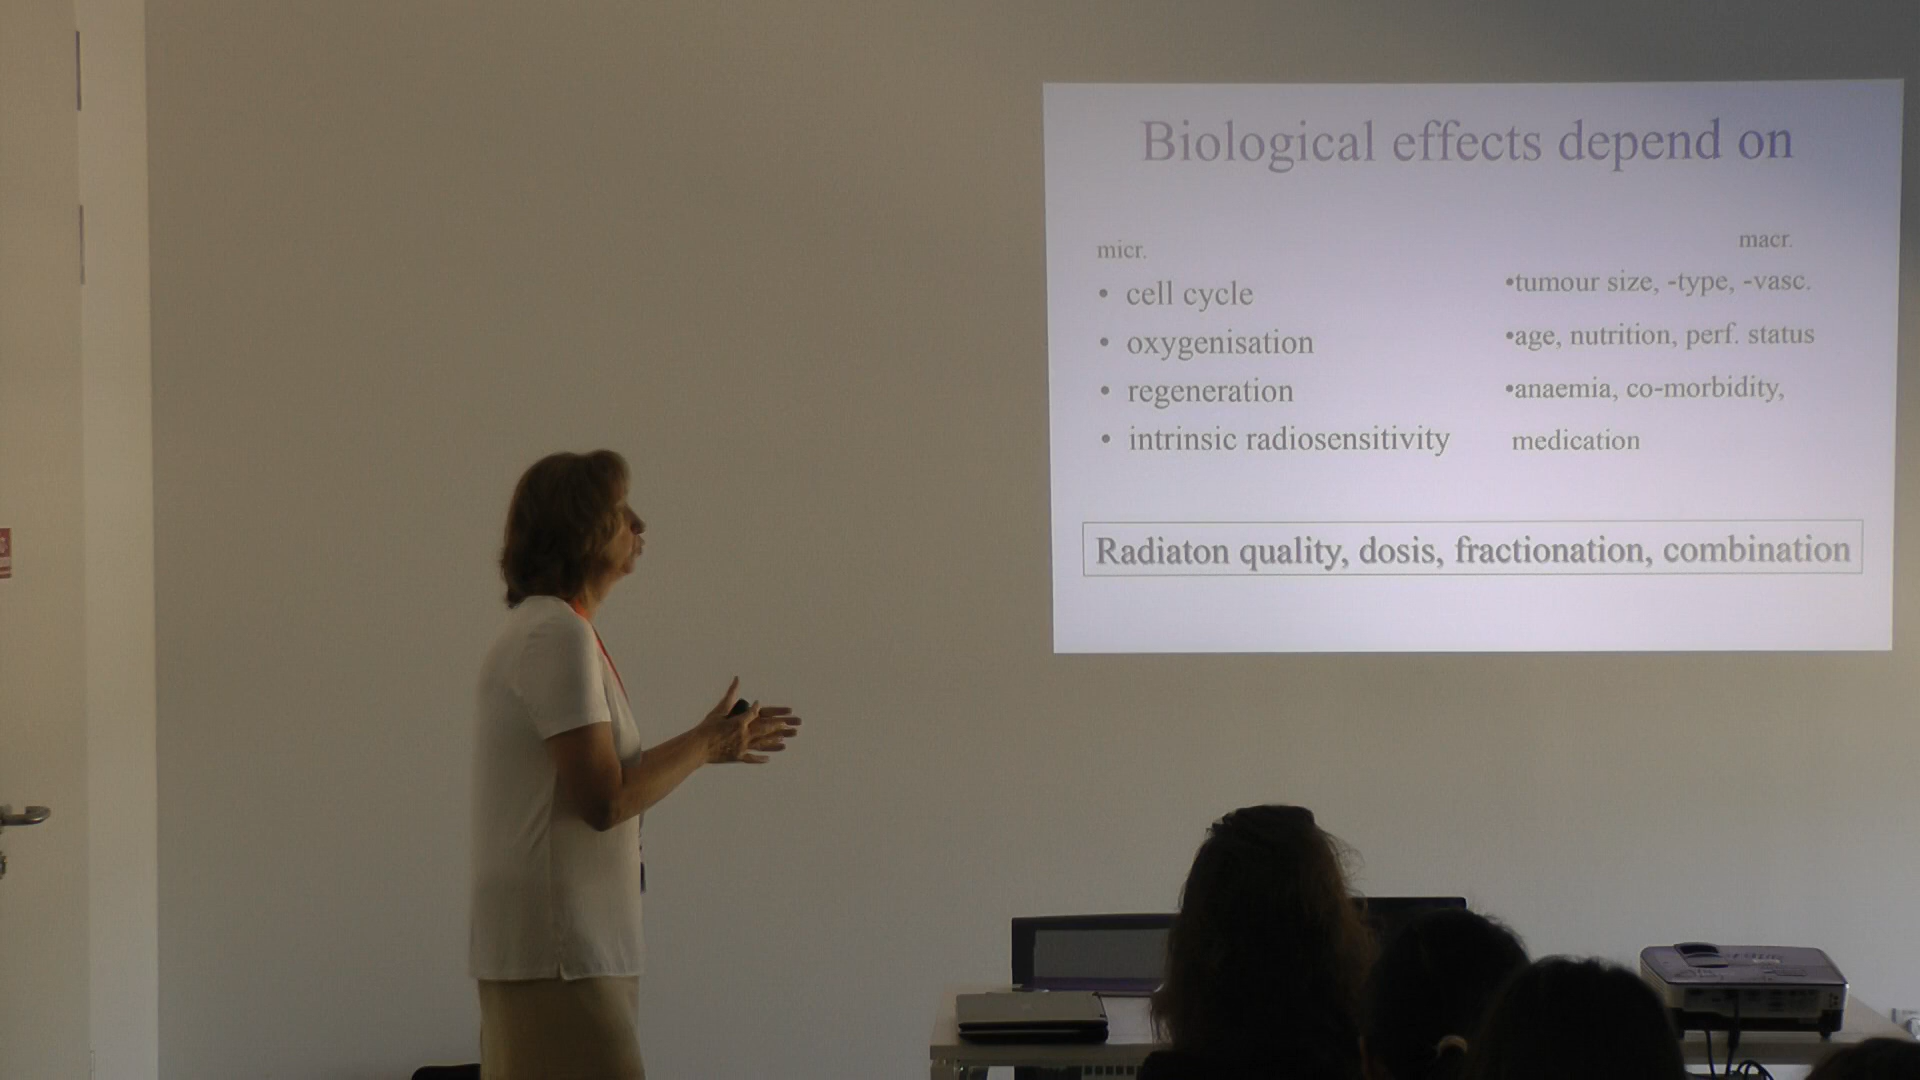 Biological effects depend on
micr.
• cell cycle
• oxygenisation
• regeneration
• intrinsic radiosensitivity
macr.
•tumour size, -type, -vasc.
•age, nutrition, perf. status
•anaemia, co-morbidity,
medication
Radiaton quality, dosis, fractionation, combination